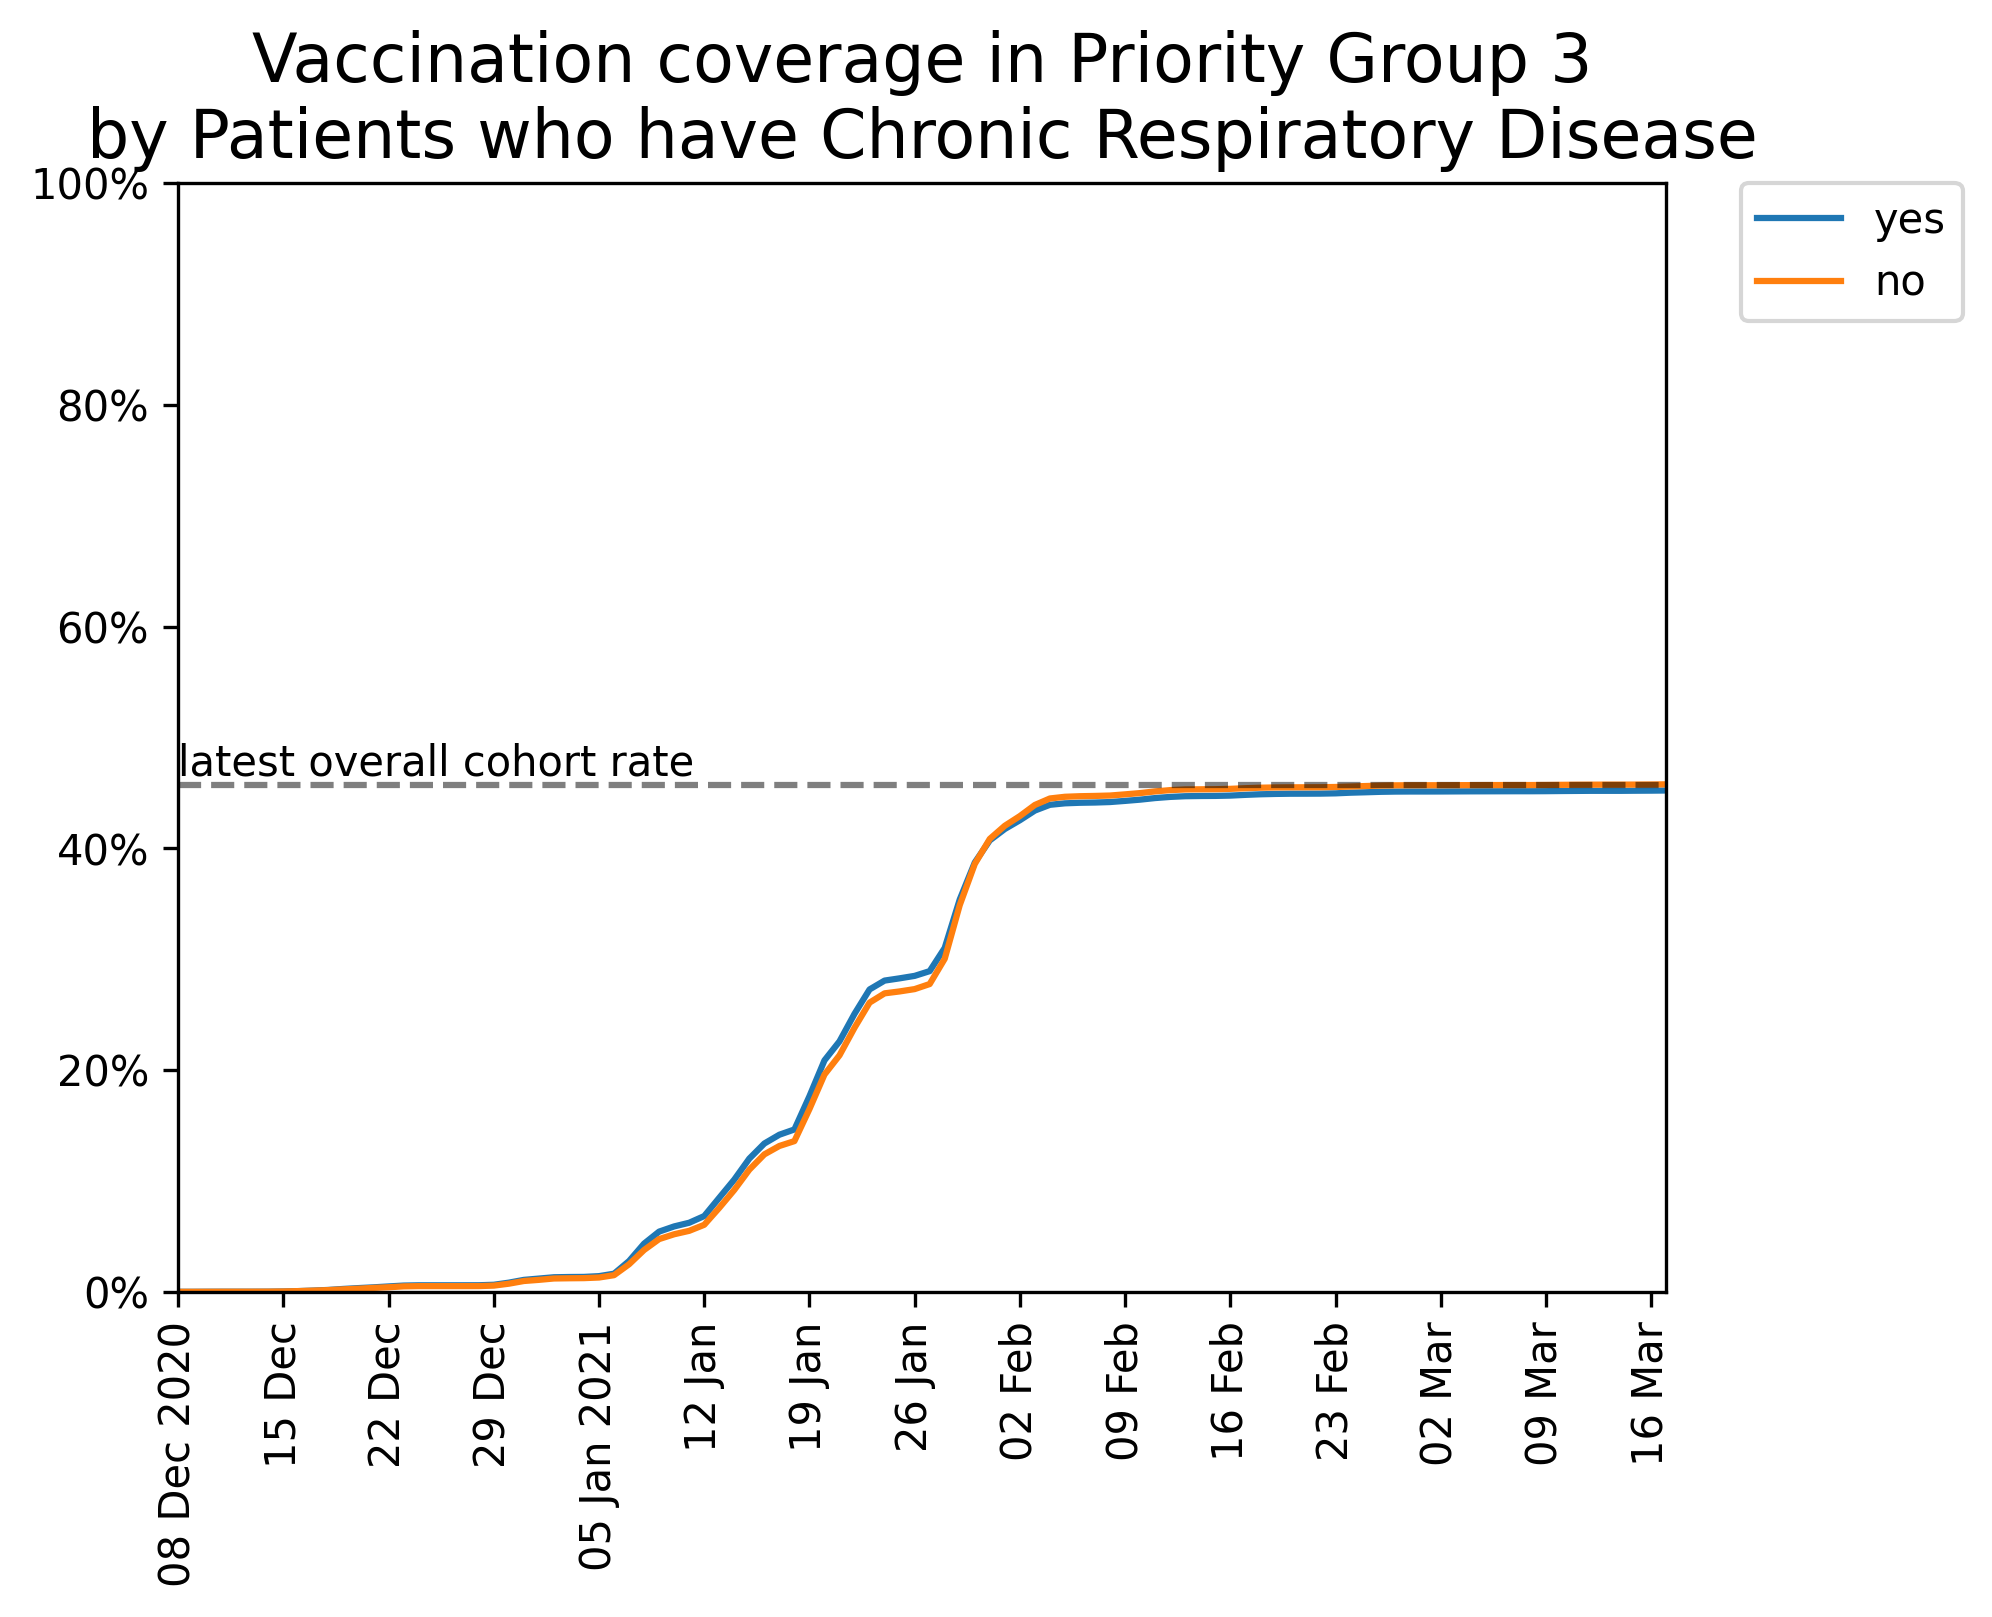 Vaccination coverage in Priority Group 3
by Patients who have Chronic Respiratory Disease
100%
80%
60%
40%
20%
0%
latest overall cohort rate
yes
no
08 Dec 2020
15 Dec
22 Dec
29 Dec
05 Jan 2021
12 Jan
19 Jan
26 Jan
02 Feb
09 Feb
16 Feb
23 Feb
02 Mar
09 Mar
16 Mar